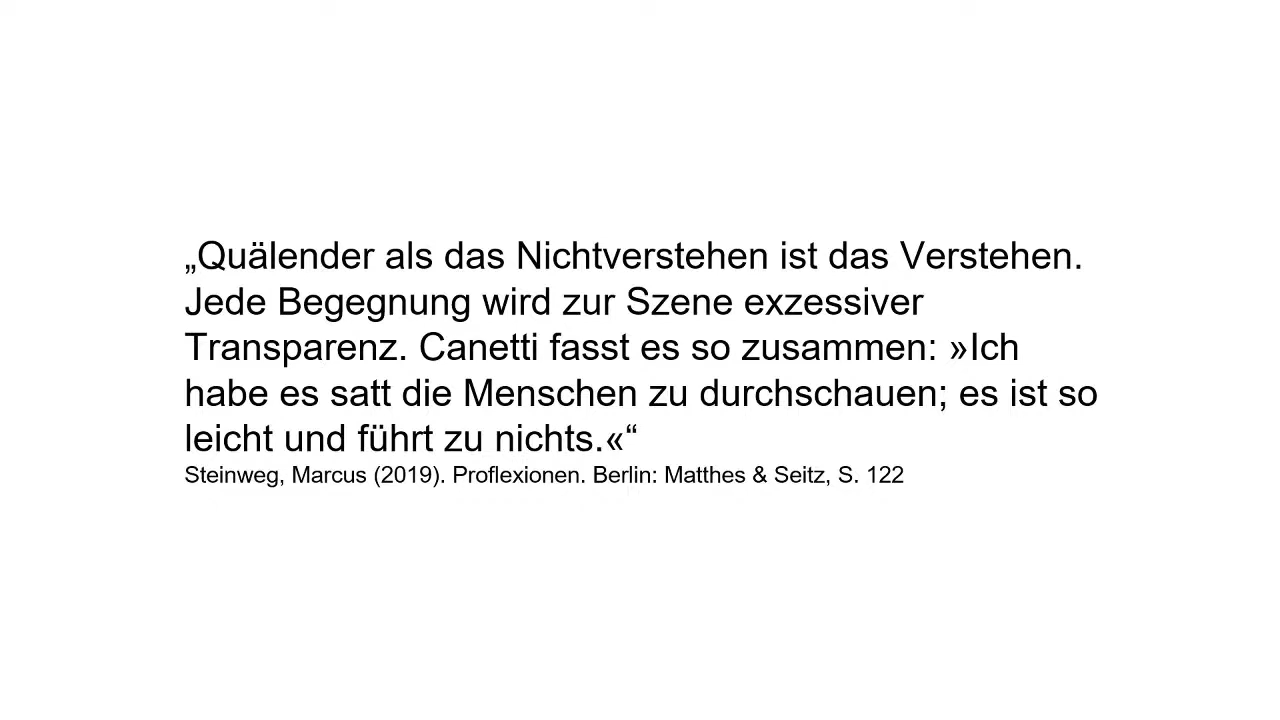 „Quälender als das Nichtverstehen ist das Verstehen.
Jede Begegnung wird zur Szene exzessiver
Transparenz. Canetti fasst es so zusammen: »Ich
habe es satt die Menschen zu durchschauen; es ist so
leicht und führt zu nichts.«“
Steinweg, Marcus (2019). Proflexionen. Berlin: Matthes & Seitz, S. 122